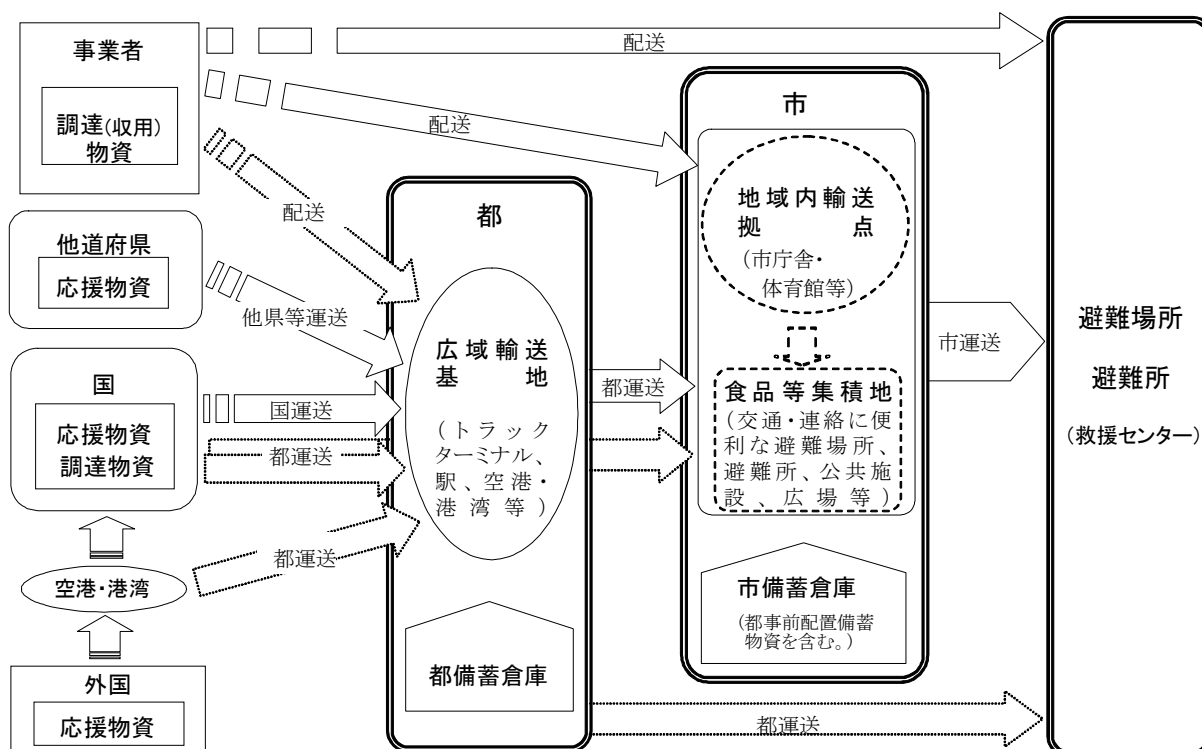 事業者
調達(収用)
物資
他道府県
応援物資
国
応援物資
調達物資
空港・港湾
外国
応援物資
配送
配送
配送
他県等運送
国運送
都運送
都運送
都
広域輸送
基地
(トラック
ターミナル、
駅、空港・
港湾等)
都備蓄倉庫
都運送
都運送
市
地域内輸送
拠点
(市庁舎・
体育館等)
食品等集積地
(交通・連絡に便
利な避難場所、
避難所、公共施
設、広場等)
市備蓄倉庫
(都事前配置備蓄
物資を含む。)
市運送
避難場所
避難所
(救援センター)